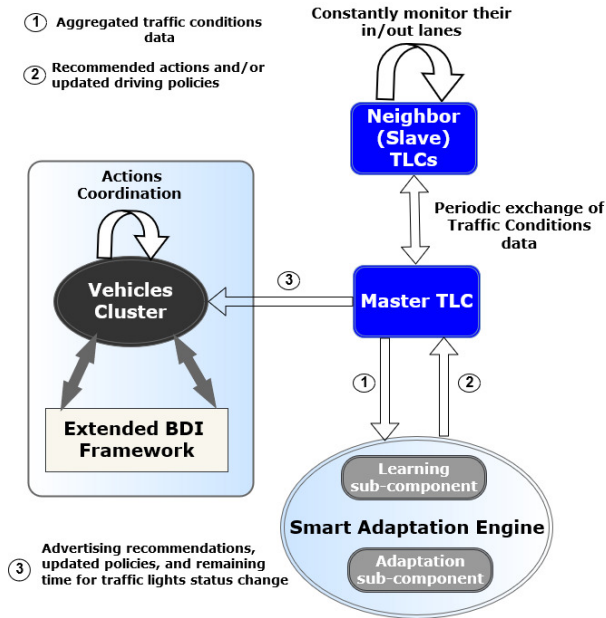 1 Aggregated traffic conditions
data
2 Recommended actions and/or
updated driving policies
Constantly monitor their
in/out lanes
Neighbor
(Slave)
TLCs
Periodic exchange of
Traffic Conditions
data
Actions
Coordination
Vehicles
Cluster
3
Master TLC
Extended BDI
Framework
1
2
Learning
sub-component
Smart Adaptation Engine
Adaptation
sub-component
3 Advertising recommendations,
updated policies, and remaining
time for traffic lights status change